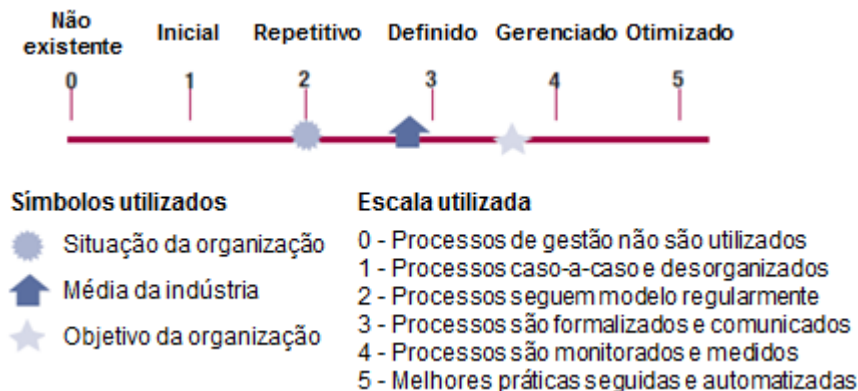 Não existente Inicial Repetitivo Definido Gerenciado Otimizado
0 1 2 3 4 5
Símbolos utilizados
Situação da organização
Média da indústria
Objetivo da organização
Escala utilizada
0 - Processos de gestão não são utilizados
1 - Processos caso-a-caso e desorganizados
2 - Processos seguem modelo regularmente
3 - Processos são formalizados e comunicados
4 - Processos são monitorados e medidos
5 - Melhores práticas seguidas e automatizadas